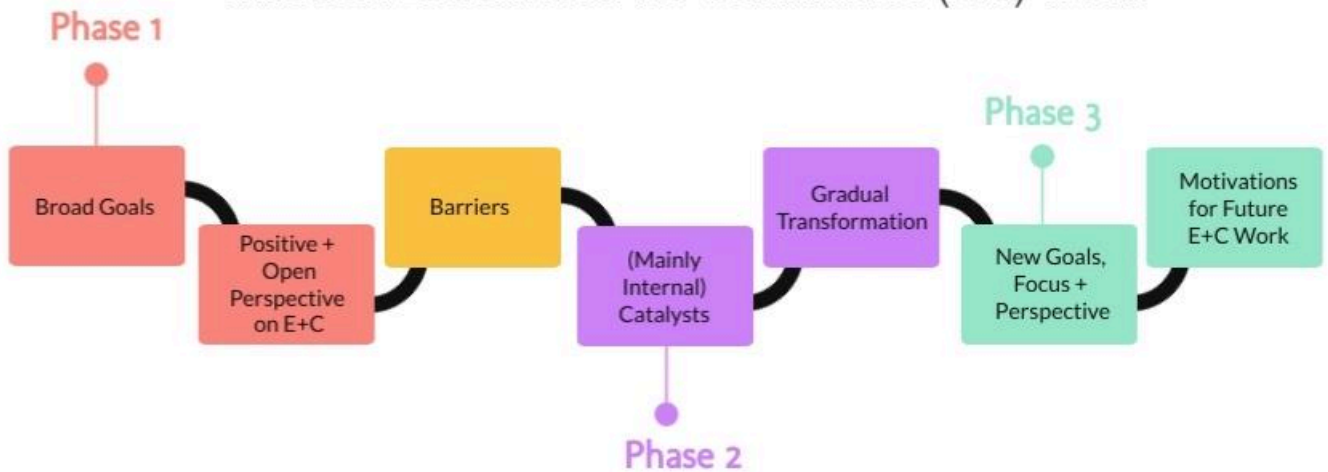 Phase 1
Phase 3
Broad Goals
Positive +
Open
Perspective
on E+C
Barriers
(Mainly
Internal)
Catalysts
Gradual
Transformation
New Goals,
Focus +
Perspective
Motivations
for Future
E+C Work
Phase 2